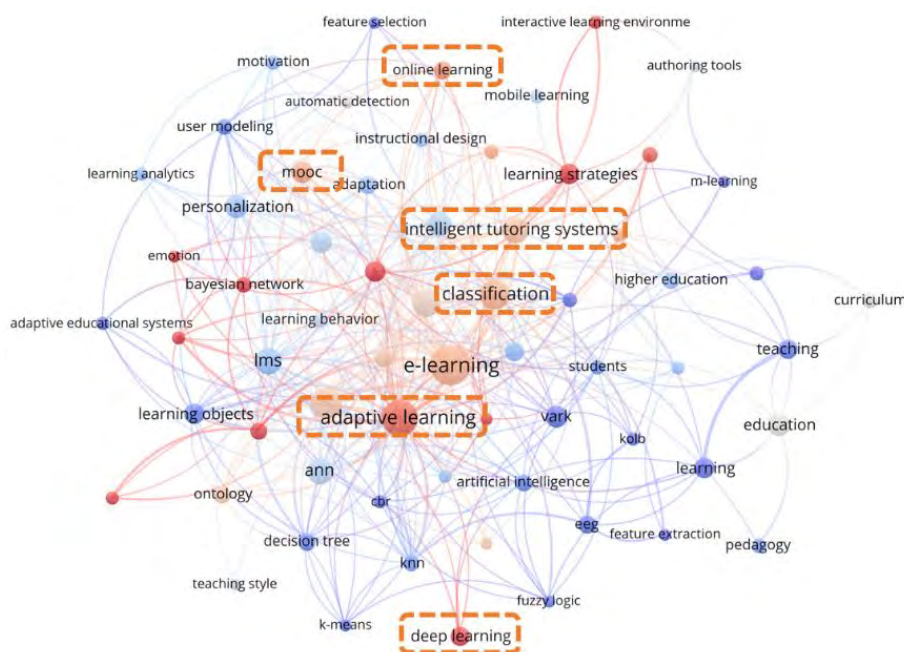 feature selection
interactive learning environme
motivation
online learning
authoring tools
automatic detection
mobile learning
user modeling
instructional design
mooc
learning analytics
adaptation
learning strategies
m-learning
personalization
intelligent tutoring systems
emotion
bayesian network
classification
higher education
curriculum
adaptive educational systems
learning behavior
lms
e-learning
students
teaching
learning objects
adaptive learning
vark
kolb
education
ann
artificial intelligence
learning
ontology
cbr
decision tree
knn
eeg
feature extraction
pedagogy
teaching style
fuzzy logic
k-means
deep learning